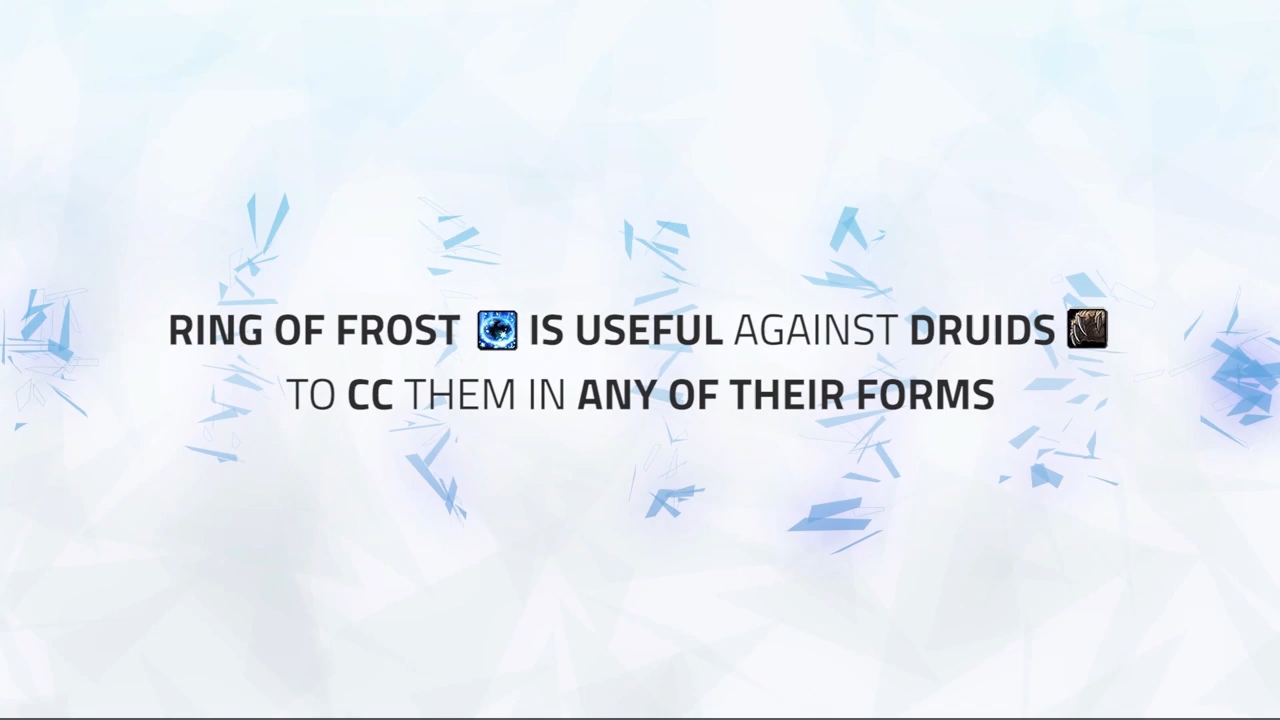 RING OF FROST IS USEFUL AGAINST DRUIDS
TO CC THEM IN ANY OF THEIR FORMS